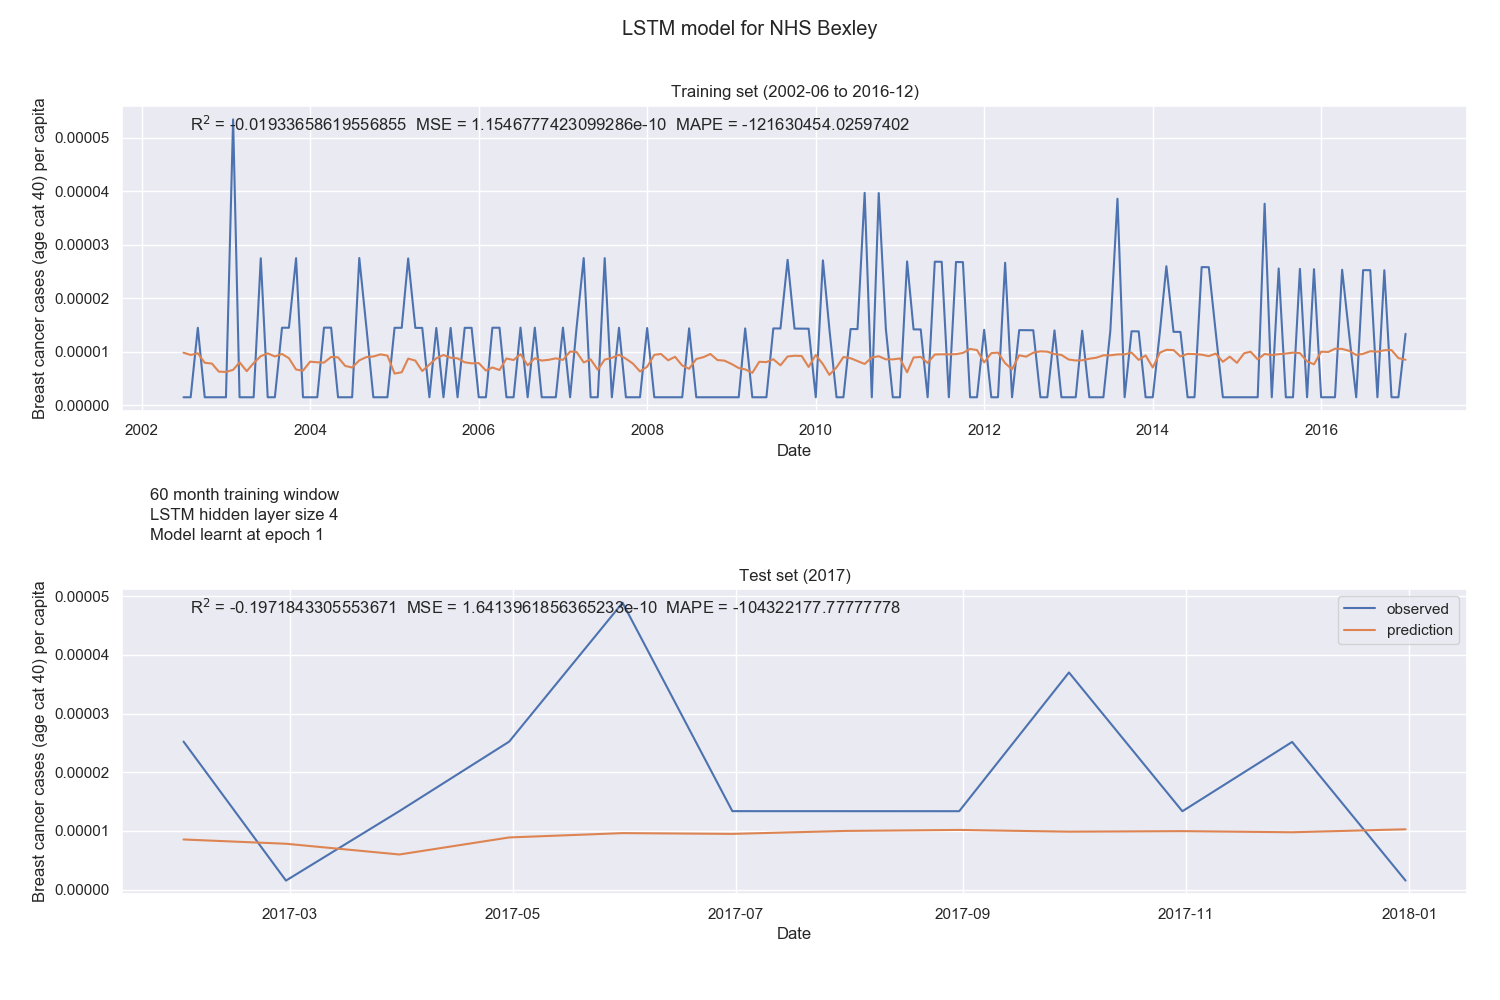 LSTM model for NHS Bexley
Training set (2002-06 to 2016-12)
R² = -0.01933658619556855 MSE = 1.1546777423099286e-10 MAPE = -121630454.02597402
Breast cancer cases (age cat 40) per capita
0.00005
0.00004
0.00003
0.00002
0.00001
0.00000
2002 2004 2006 2008 2010 2012 2014 2016
Date
60 month training window
LSTM hidden layer size 4
Model learnt at epoch 1
Test set (2017)
R² = -0.1971843305553671 MSE = 1.6413961856365233e-10 MAPE = -104322177.77777778
observed
prediction
Breast cancer cases (age cat 40) per capita
0.00005
0.00004
0.00003
0.00002
0.00001
0.00000
2017-03 2017-05 2017-07 2017-09 2017-11 2018-01
Date